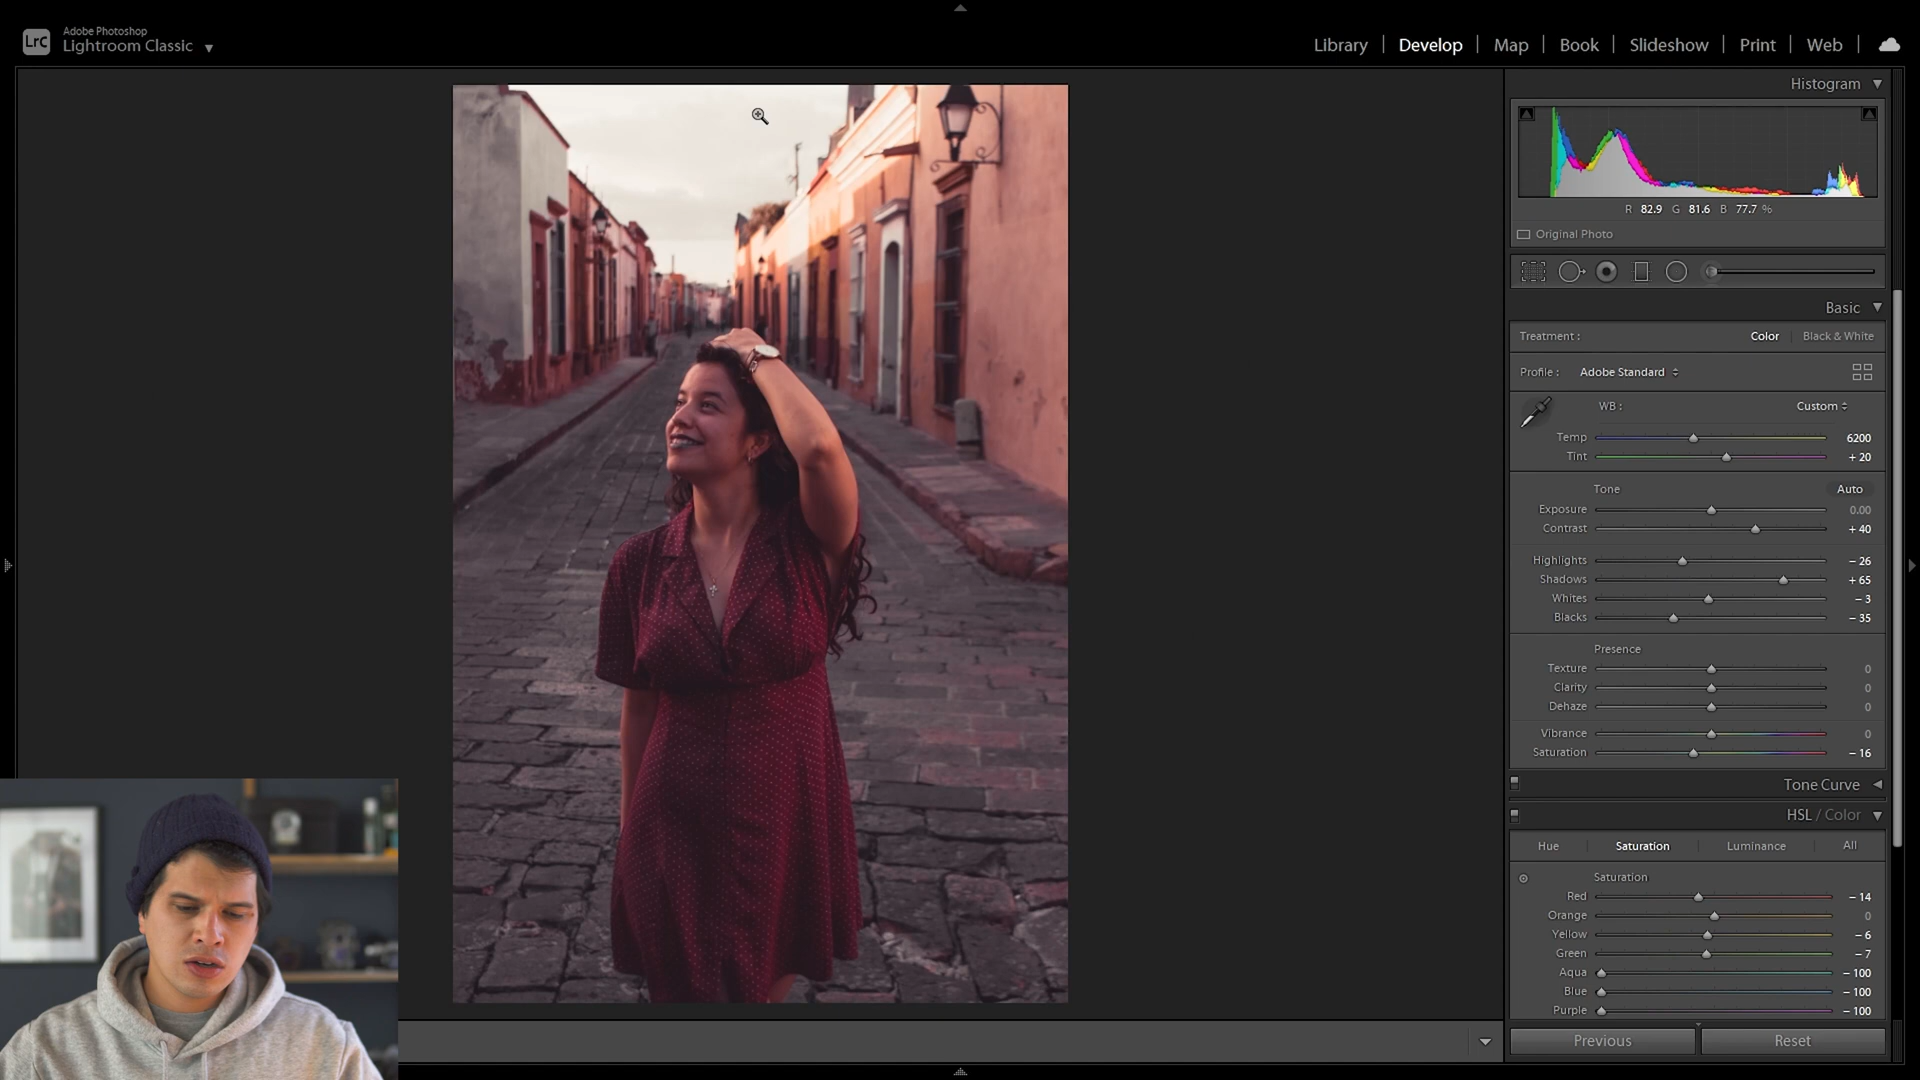 Adobe Photoshop
LrC Lightroom Classic
Library | Develop | Map | Book | Slideshow | Print | Web
Histogram
R 82.9 G 81.6 B 77.7 %
Original Photo
Basic
Treatment : Color Black & White
Profile : Adobe Standard
WB : Custom
Temp 6200
Tint + 20
Tone Auto
Exposure 0.00
Contrast + 40
Highlights − 26
Shadows + 65
Whites − 3
Blacks − 35
Presence
Texture 0
Clarity 0
Dehaze 0
Vibrance 0
Saturation − 16
Tone Curve
HSL / Color
Hue Saturation Luminance All
Saturation
Red − 14
Orange 0
Yellow − 6
Green − 7
Aqua − 100
Blue − 100
Purple − 100
Previous Reset